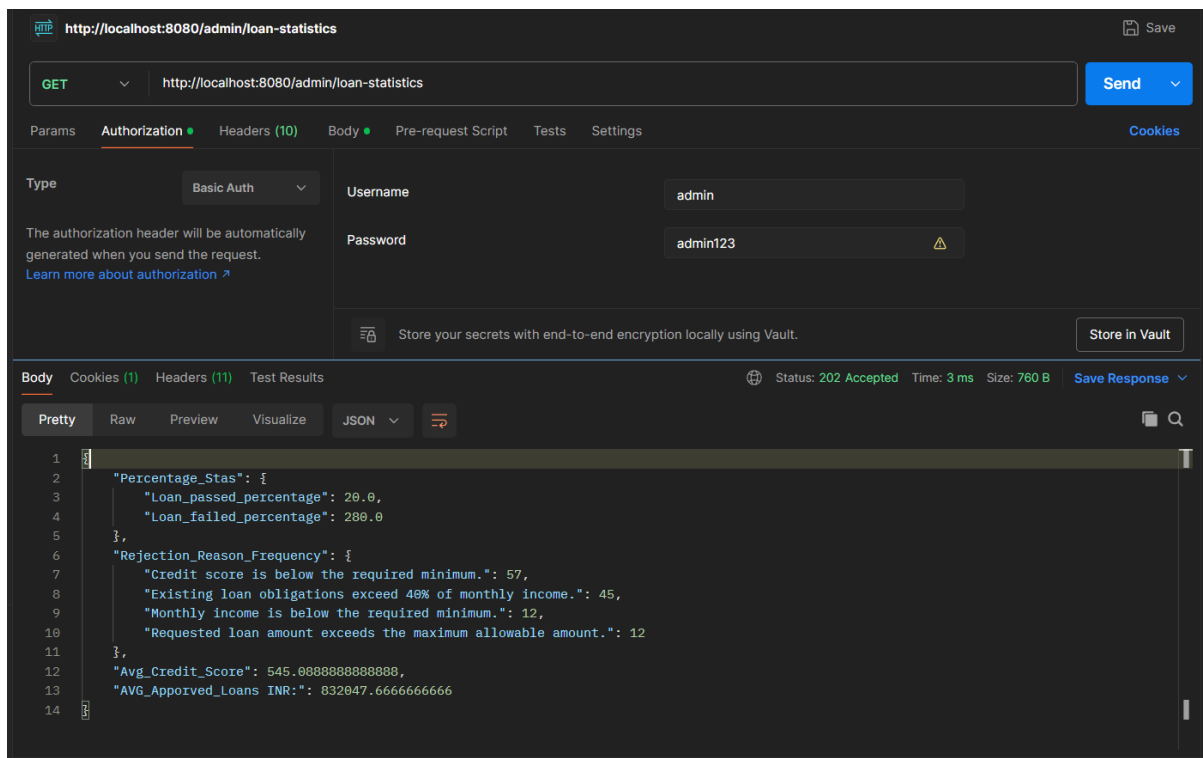 HTTP http://localhost:8080/admin/loan-statistics Save
GET http://localhost:8080/admin/loan-statistics Send
Params Authorization Headers (10) Body Pre-request Script Tests Settings Cookies
Type Basic Auth
The authorization header will be automatically
generated when you send the request.
Learn more about authorization ↗
Username admin
Password admin123
Store your secrets with end-to-end encryption locally using Vault. Store in Vault
Body Cookies (1) Headers (11) Test Results Status: 202 Accepted Time: 3 ms Size: 760 B Save Response
Pretty Raw Preview Visualize JSON
1 {
2 "Percentage_Stas": {
3 "Loan_passed_percentage": 20.0,
4 "Loan_failed_percentage": 280.0
5 },
6 "Rejection_Reason_Frequency": {
7 "Credit score is below the required minimum.": 57,
8 "Existing loan obligations exceed 40% of monthly income.": 45,
9 "Monthly income is below the required minimum.": 12,
10 "Requested loan amount exceeds the maximum allowable amount.": 12
11 },
12 "Avg_Credit_Score": 545.0888888888888,
13 "AVG_Apporved_Loans INR:": 832047.6666666666
14 }